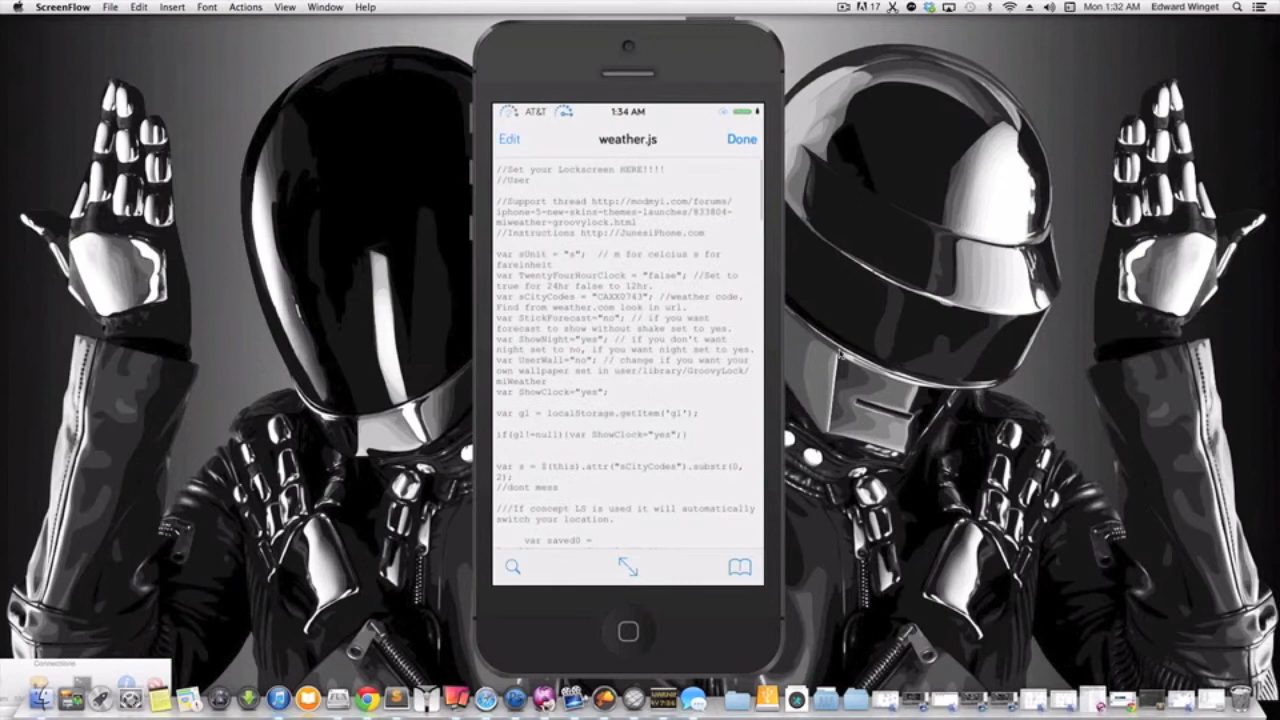 ScreenFlow File Edit Insert Font Actions View Window Help
17 Mon 1:32 AM Edward Winget
AT&T 1:34 AM
Edit weather.js Done
//Set your Lockscreen HERE!!!!
//User
//Support thread http://modmyi.com/forums/
iphone-5-new-skins-themes-launches/833804-
miweather-groovylock.html
//Instructions http://JunesiPhone.com
var sUnit = "s"; // m for celcius s for
fareinheit
var TwentyFourHourClock = "false"; //Set to
true for 24hr false to 12hr.
var sCityCodes = "CAXX0743"; //weather code.
Find from weather.com look in url.
var StickForecast="no"; // if you want
forecast to show without shake set to yes.
var ShowNight="yes"; // if you don't want
night set to no, if you want night set to yes.
var UserWall="no"; // change if you want your
own wallpaper set in user/library/GroovyLock/
miWeather
var ShowClock="yes";
var gl = localStorage.getItem('gl');
if(gl!=null){var ShowClock="yes";}
var s = $(this).attr("sCityCodes").substr(0,
2);
//dont mess
///If concept LS is used it will automatically
switch your location.
var saved0 =
Connections